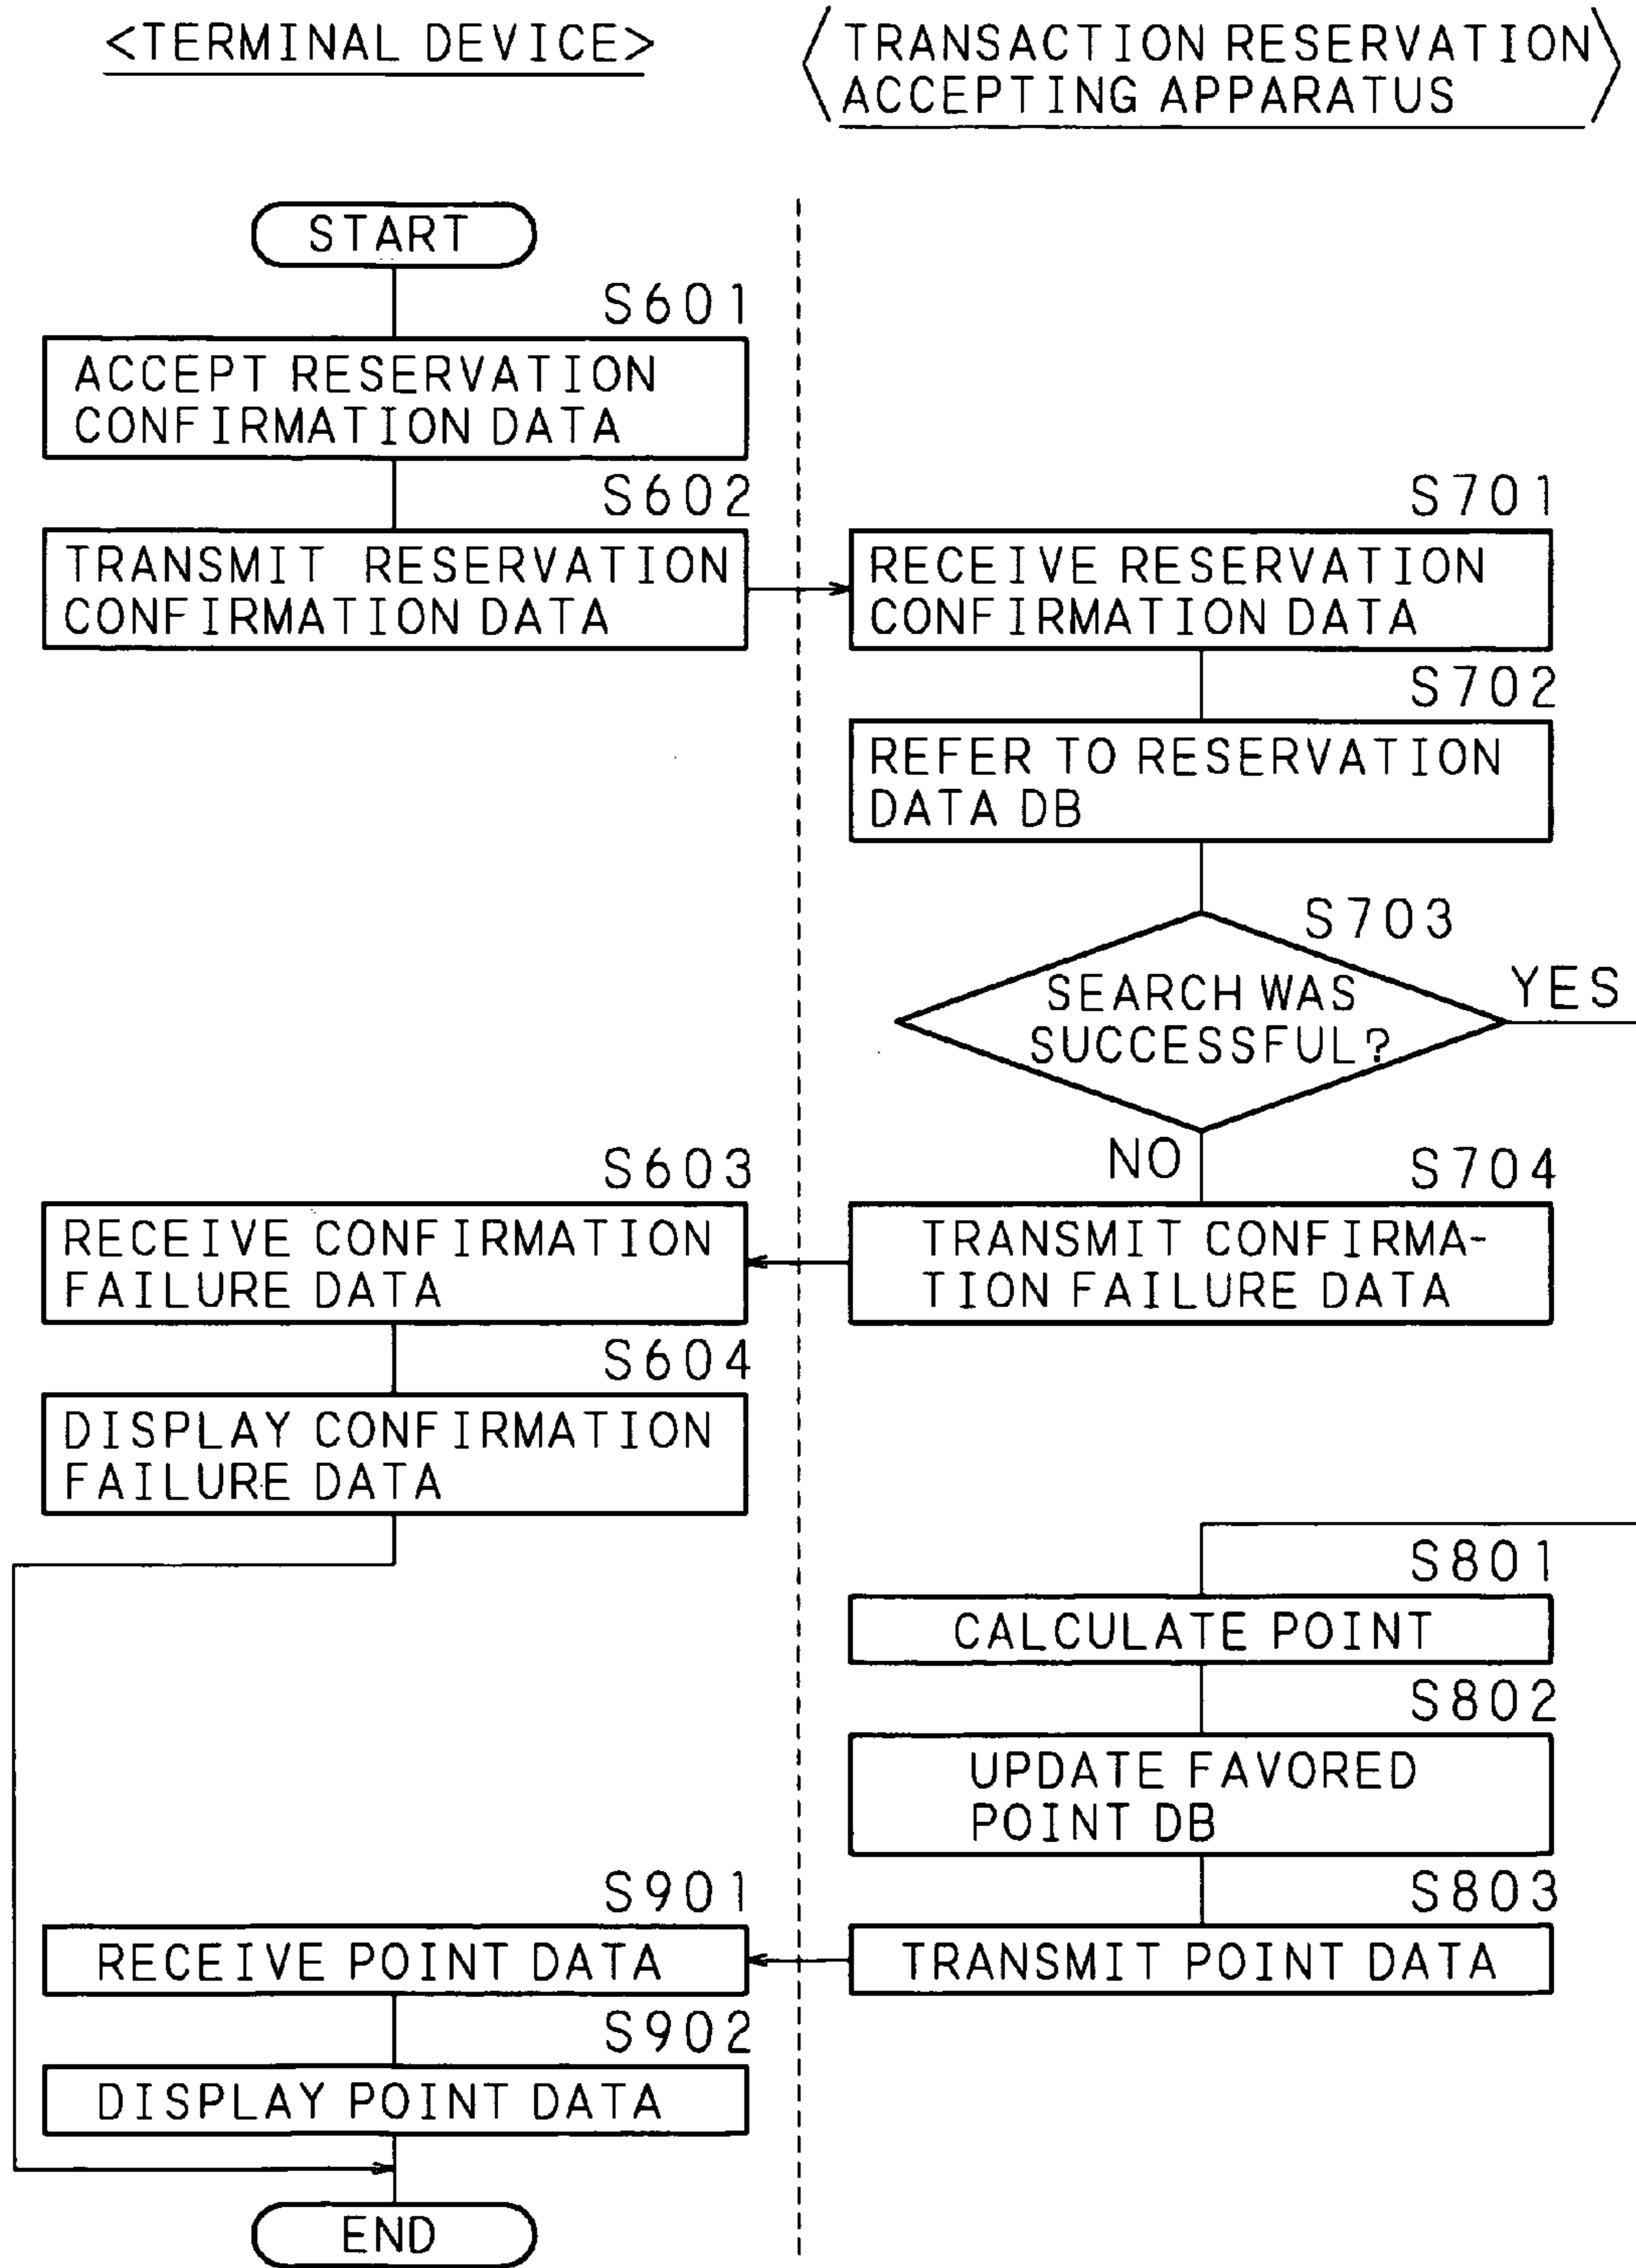 <TERMINAL DEVICE>
〈TRANSACTION RESERVATION
ACCEPTING APPARATUS〉
START
S601
ACCEPT RESERVATION
CONFIRMATION DATA
S602
TRANSMIT RESERVATION
CONFIRMATION DATA
S701
RECEIVE RESERVATION
CONFIRMATION DATA
S702
REFER TO RESERVATION
DATA DB
S703
SEARCH WAS
SUCCESSFUL?
YES
NO
S704
TRANSMIT CONFIRMA-
TION FAILURE DATA
S603
RECEIVE CONFIRMATION
FAILURE DATA
S604
DISPLAY CONFIRMATION
FAILURE DATA
S801
CALCULATE POINT
S802
UPDATE FAVORED
POINT DB
S803
TRANSMIT POINT DATA
S901
RECEIVE POINT DATA
S902
DISPLAY POINT DATA
END